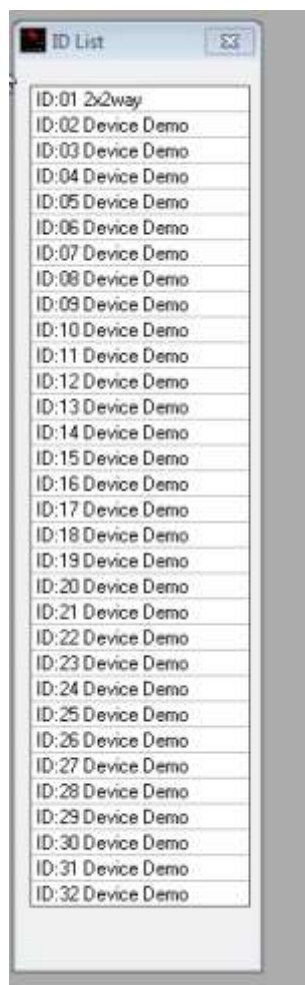 ID List
ID:01 2x2way
ID:02 Device Demo
ID:03 Device Demo
ID:04 Device Demo
ID:05 Device Demo
ID:06 Device Demo
ID:07 Device Demo
ID:08 Device Demo
ID:09 Device Demo
ID:10 Device Demo
ID:11 Device Demo
ID:12 Device Demo
ID:13 Device Demo
ID:14 Device Demo
ID:15 Device Demo
ID:16 Device Demo
ID:17 Device Demo
ID:18 Device Demo
ID:19 Device Demo
ID:20 Device Demo
ID:21 Device Demo
ID:22 Device Demo
ID:23 Device Demo
ID:24 Device Demo
ID:25 Device Demo
ID:26 Device Demo
ID:27 Device Demo
ID:28 Device Demo
ID:29 Device Demo
ID:30 Device Demo
ID:31 Device Demo
ID:32 Device Demo